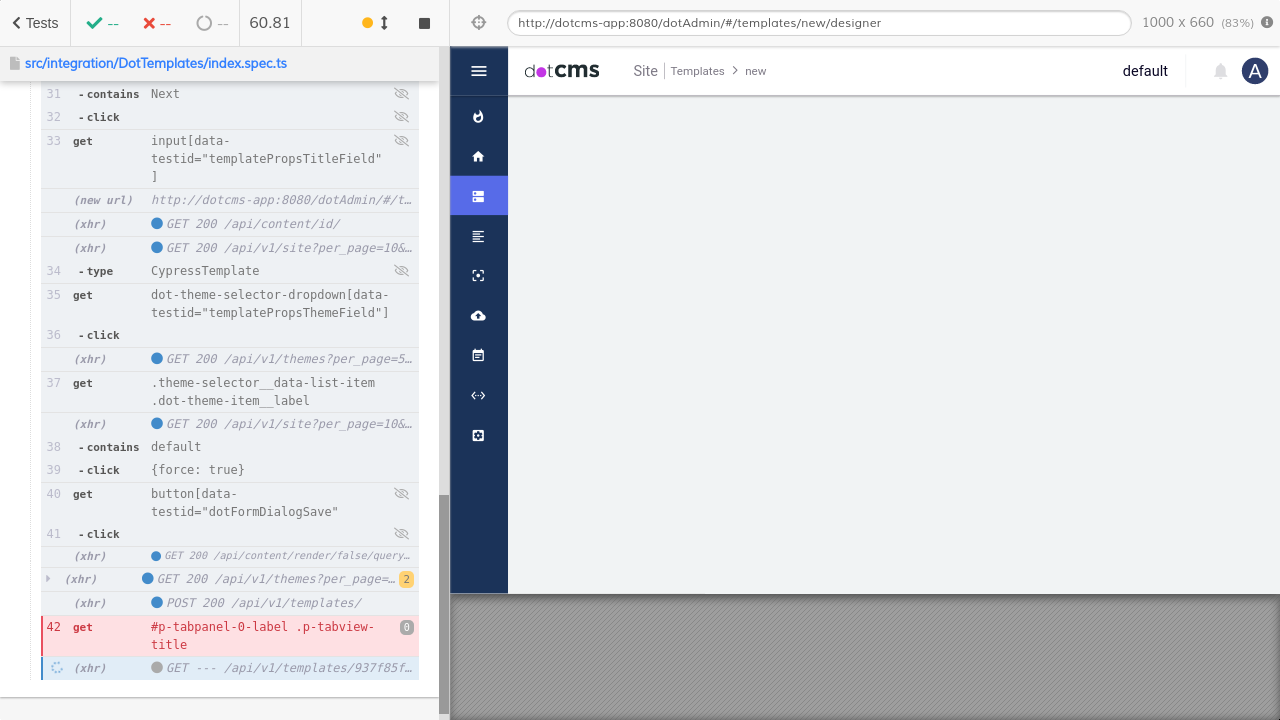 Tests
--
--
--
60.81
http://dotcms-app:8080/dotAdmin/#/templates/new/designer
1000 x 660 (83%)
src/integration/DotTemplates/index.spec.ts
31 - contains Next
32 - click
33 get input[data-
testid="templatePropsTitleField"
]
(new url) http://dotcms-app:8080/dotAdmin/#/t…
(xhr) GET 200 /api/content/id/
(xhr) GET 200 /api/v1/site?per_page=10&…
34 - type CypressTemplate
35 get dot-theme-selector-dropdown[data-
testid="templatePropsThemeField"]
36 - click
(xhr) GET 200 /api/v1/themes?per_page=5…
37 get .theme-selector__data-list-item
.dot-theme-item__label
(xhr) GET 200 /api/v1/site?per_page=10&…
38 - contains default
39 - click {force: true}
40 get button[data-
testid="dotFormDialogSave"
41 - click
(xhr) GET 200 /api/content/render/false/query…
(xhr) GET 200 /api/v1/themes?per_page=… 2
(xhr) POST 200 /api/v1/templates/
42 get #p-tabpanel-0-label .p-tabview- 0
title
(xhr) GET --- /api/v1/templates/937f85f…
dotcms
Site Templates > new
default
A